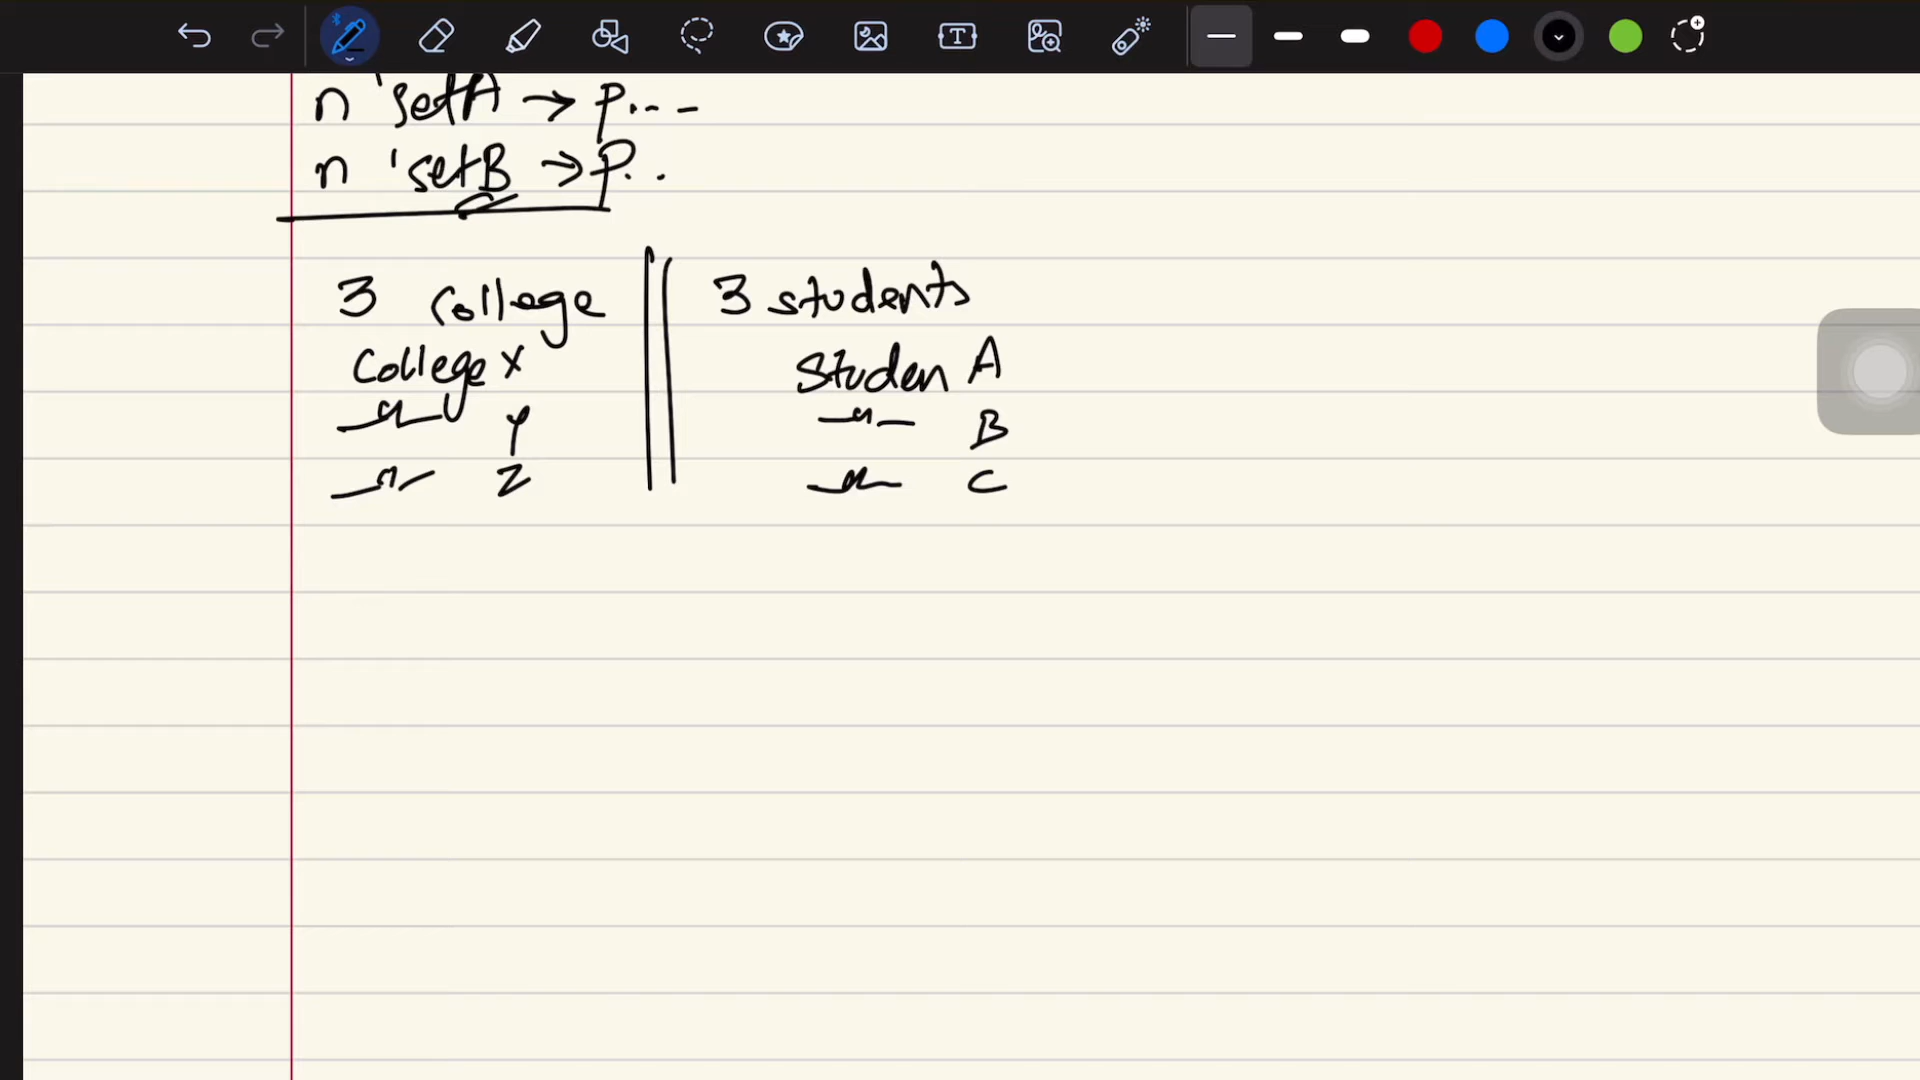 n 'setA → p...-
n 'setB → p..
3 college
College X
—"— Y
—"— Z
3 students
Studen A
—"— B
—"— C